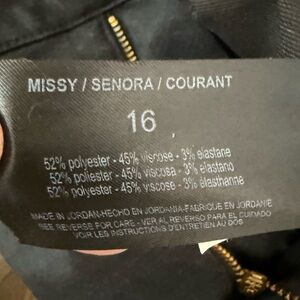 MISSY / SENORA / COURANT
16
52% polyester - 45% viscose - 3% elastane
52% polyester - 45% viscosa - 3% elastano
52% polyester - 45% viscose - 3% élasthanne
MADE IN JORDAN-HECHO EN JORDANIA-FABRIQUE EN JORDANIE
SEE REVERSE FOR CARE - VER AL REVERSO PARA EL CUIDADO
VOIR LES INSTRUCTIONS D'ENTRETIEN AU DOS